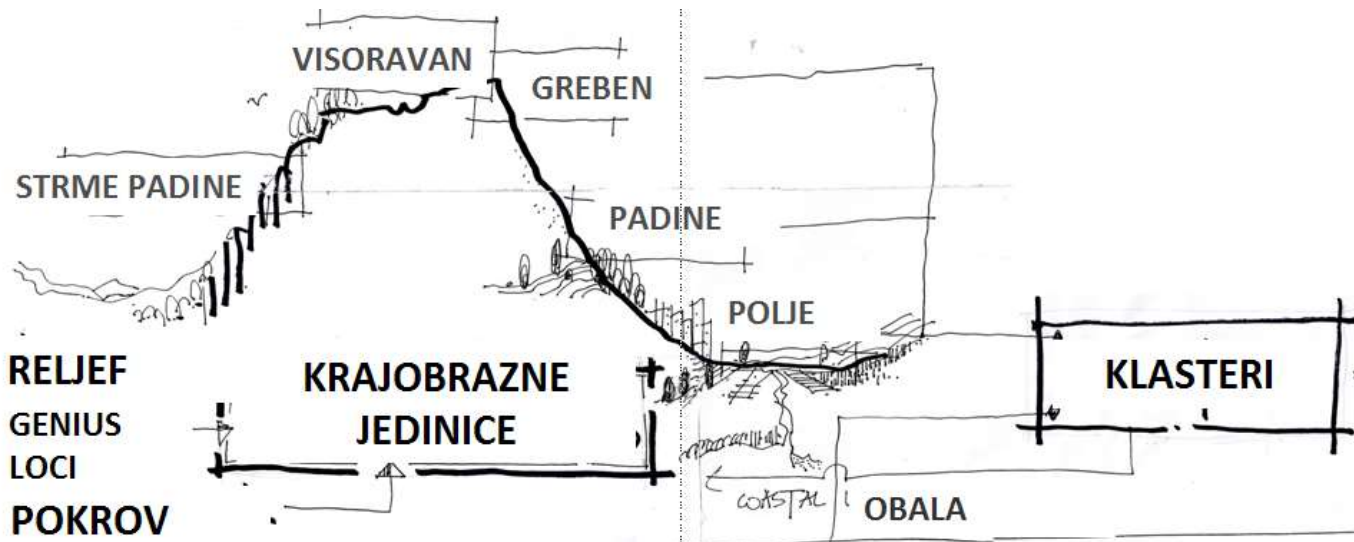 VISORAVAN
GREBEN
STRME PADINE
PADINE
POLJE
RELJEF
GENIUS
LOCI
POKROV
KRAJOBRAZNE
JEDINICE
KLASTERI
COASTAL
OBALA